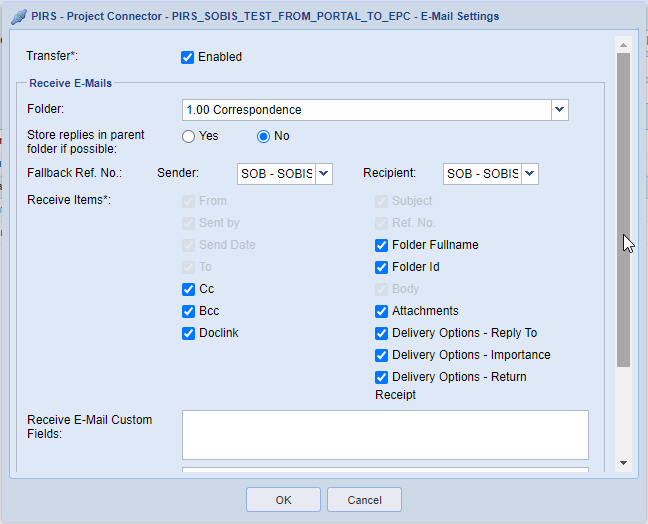 PIRS - Project Connector - PIRS_SOBIS_TEST_FROM_PORTAL_TO_EPC - E-Mail Settings
Transfer*: Enabled
Receive E-Mails
Folder: 1.00 Correspondence
Store replies in parent
folder if possible: Yes No
Fallback Ref. No.: Sender: SOB - SOBIS Recipient: SOB - SOBIS
Receive Items*: From Subject
Sent by Ref. No.
Send Date Folder Fullname
To Folder Id
Cc Body
Bcc Attachments
Doclink Delivery Options - Reply To
Delivery Options - Importance
Delivery Options - Return
Receipt
Receive E-Mail Custom
Fields:
OK Cancel